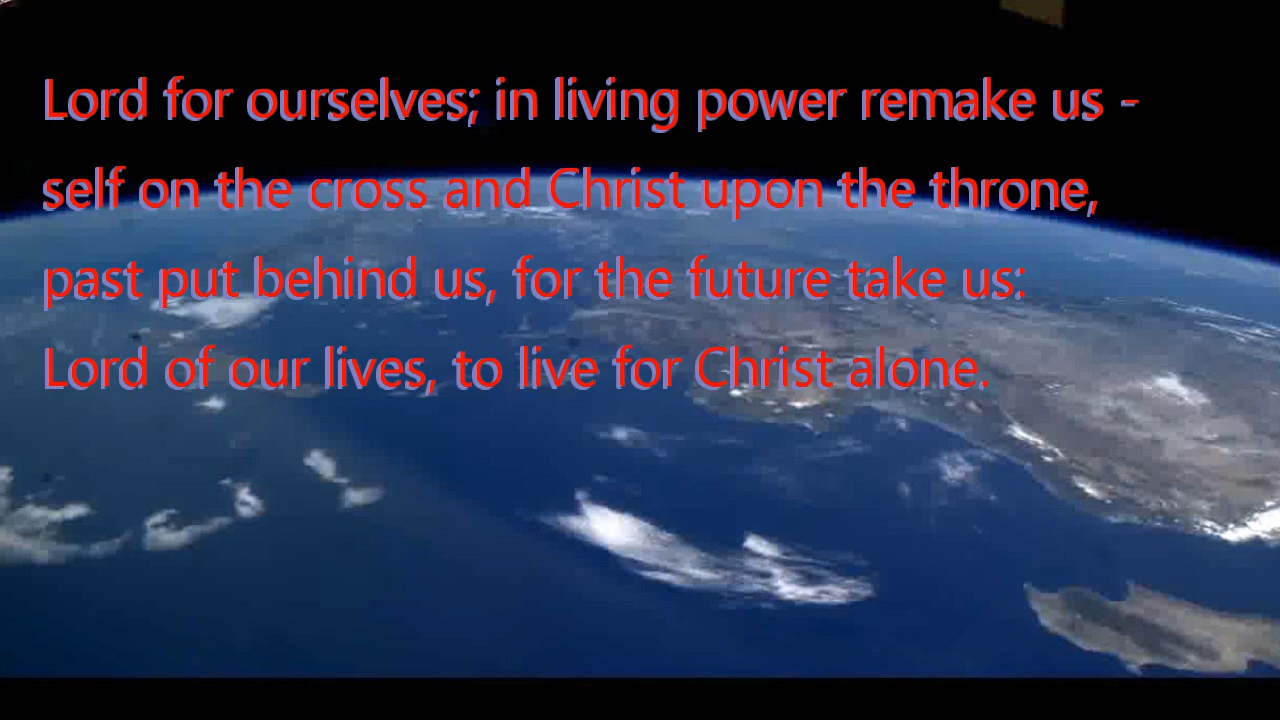 Lord for ourselves; in living power remake us -
self on the cross and Christ upon the throne,
past put behind us, for the future take us:
Lord of our lives, to live for Christ alone.